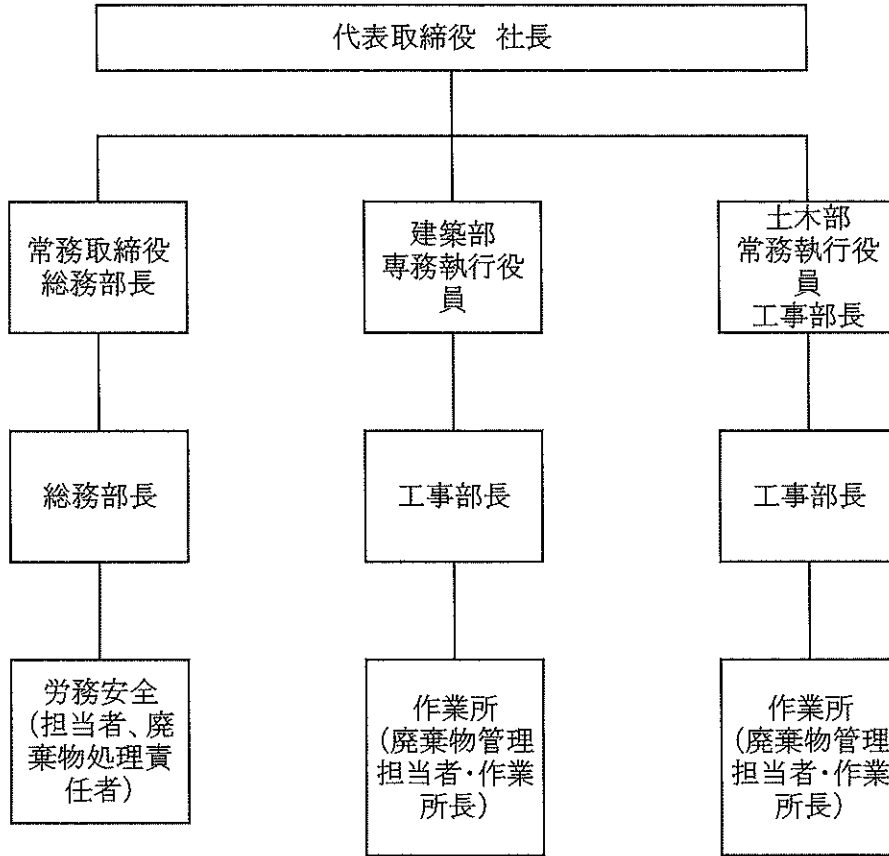 代表取締役 社長
常務取締役
総務部長
建築部
専務執行役
員
土木部
常務執行役
員
工事部長
総務部長
工事部長
工事部長
労務安全
(担当者、廃
棄物処理責
任者)
作業所
(廃棄物管理
担当者・作業
所長)
作業所
(廃棄物管理
担当者・作業
所長)